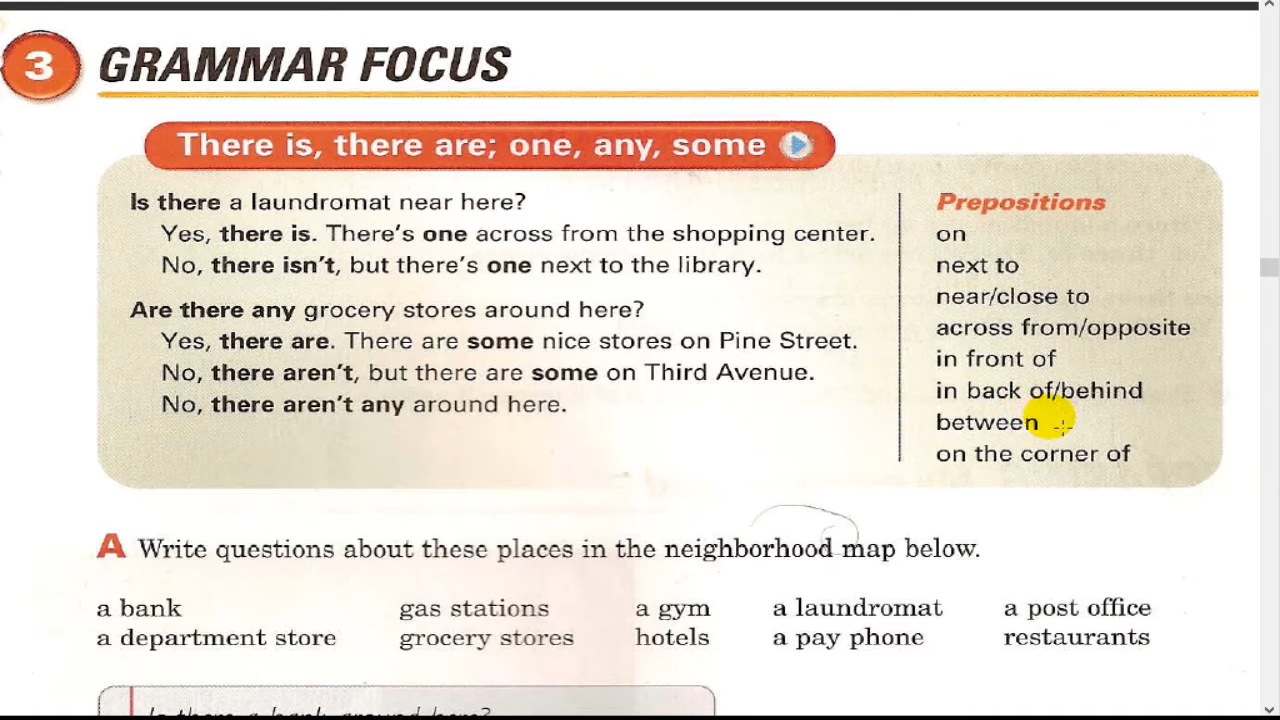 3 GRAMMAR FOCUS
There is, there are; one, any, some
Is there a laundromat near here?
Yes, there is. There's one across from the shopping center.
No, there isn't, but there's one next to the library.
Are there any grocery stores around here?
Yes, there are. There are some nice stores on Pine Street.
No, there aren't, but there are some on Third Avenue.
No, there aren't any around here.
Prepositions
on
next to
near/close to
across from/opposite
in front of
in back of/behind
between
on the corner of
A Write questions about these places in the neighborhood map below.
a bank gas stations a gym a laundromat a post office
a department store grocery stores hotels a pay phone restaurants
Is there a bank around here?